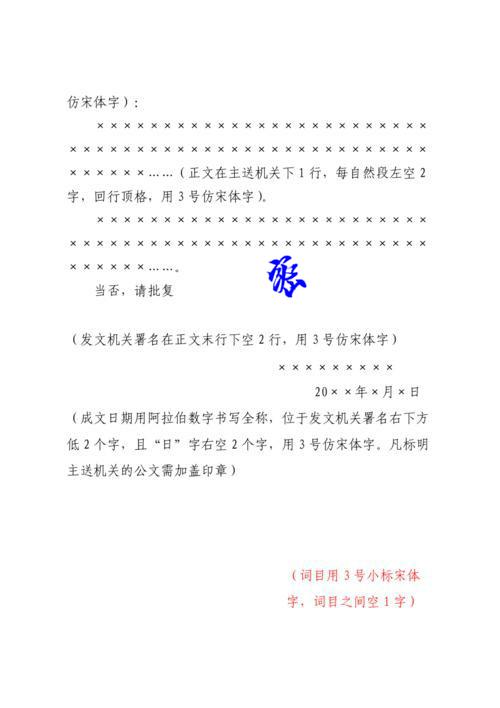 仿宋体字）：
××××××××××××××××××××××××
××××××××××××××××××××××××××
××××××……（正文在主送机关下1行，每自然段左空2
字，回行顶格，用3号仿宋体字）。
××××××××××××××××××××××××
××××××××××××××××××××××××××
××××××……。
当否，请批复
（发文机关署名在正文末行下空2行，用3号仿宋体字）
×××××××××
20××年×月×日
（成文日期用阿拉伯数字书写全称，位于发文机关署名右下方
低2个字，且“日”字右空2个字，用3号仿宋体字。凡标明
主送机关的公文需加盖印章）
（词目用3号小标宋体
字，词目之间空1字）